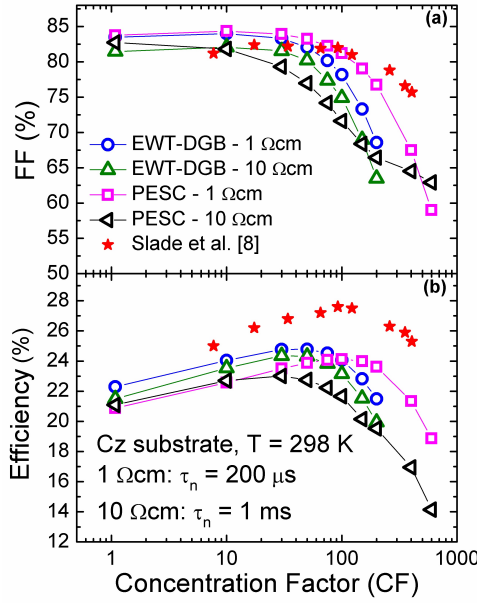 (a)
85
80
75
70
65
60
55
50
FF (%)
EWT-DGB - 1 Ωcm
EWT-DGB - 10 Ωcm
PESC - 1 Ωcm
PESC - 10 Ωcm
Slade et al. [8]
(b)
28
26
24
22
20
18
16
14
12
Efficiency (%)
Cz substrate, T = 298 K
1 Ωcm: τn = 200 μs
10 Ωcm: τn = 1 ms
1 10 100 1000
Concentration Factor (CF)